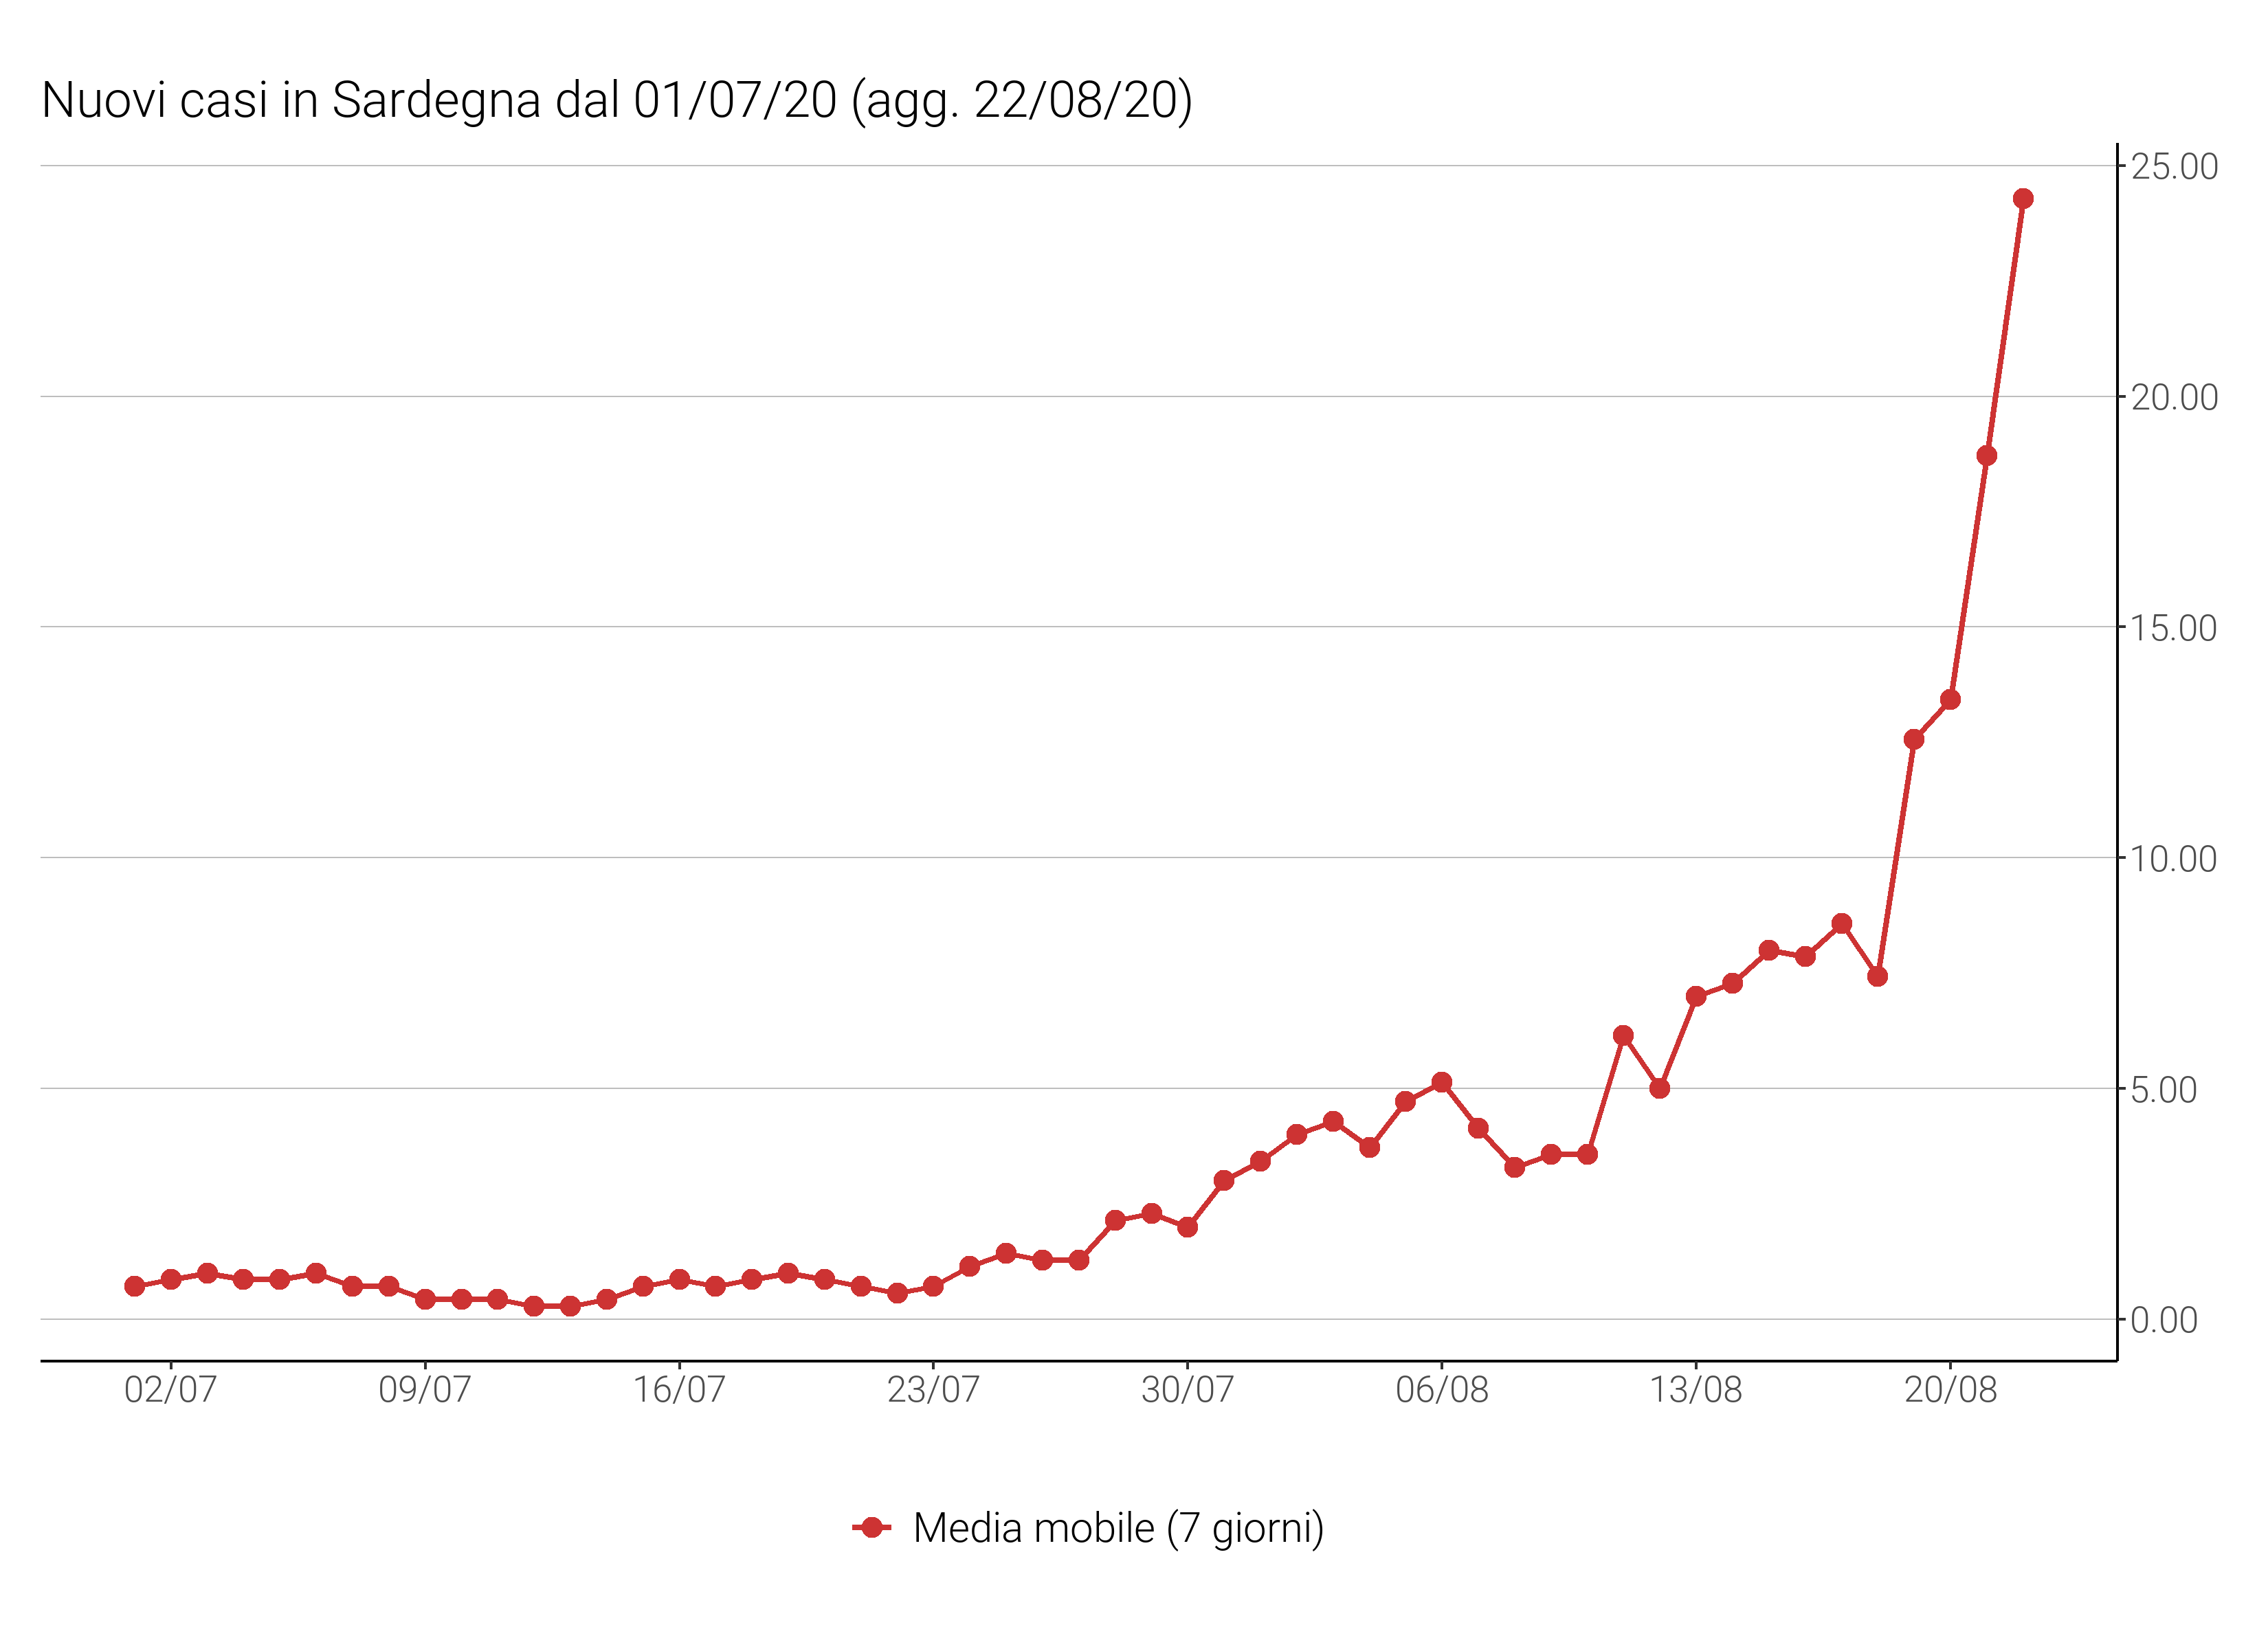 Nuovi casi in Sardegna dal 01/07/20 (agg. 22/08/20)
25.00
20.00
15.00
10.00
5.00
0.00
02/07 09/07 16/07 23/07 30/07 06/08 13/08 20/08
Media mobile (7 giorni)